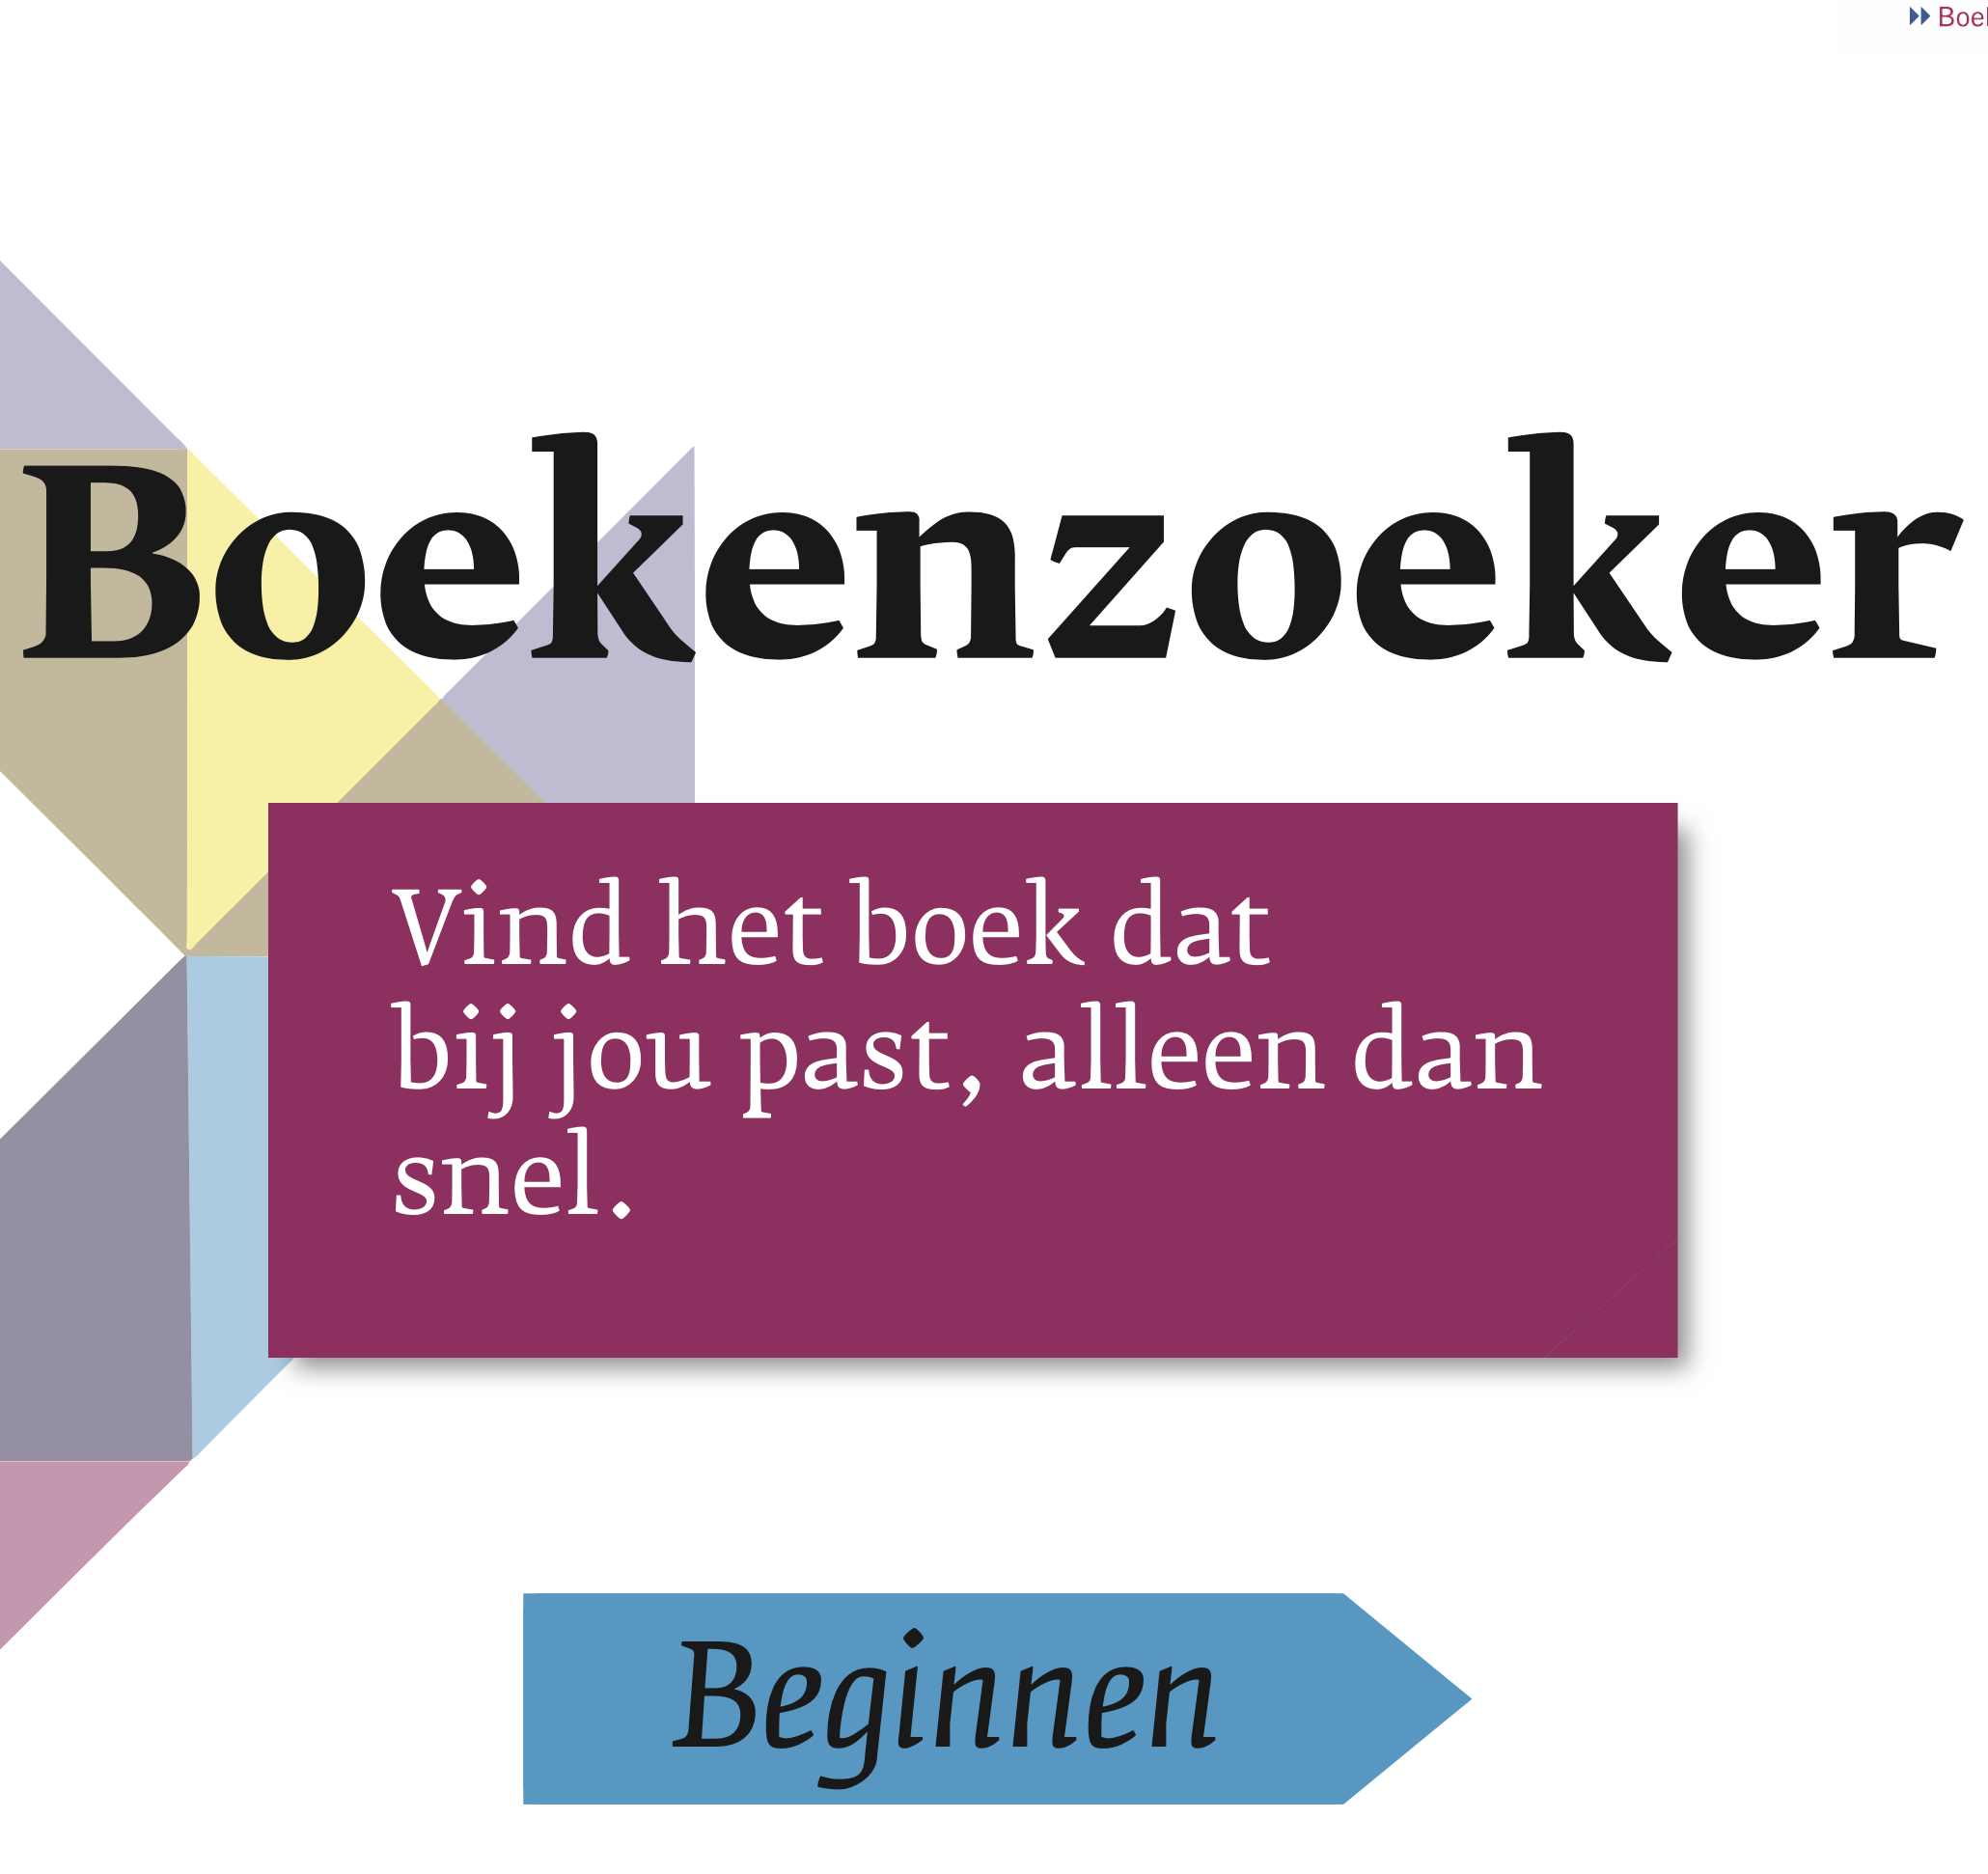 Boekenzoeker
Vind het boek dat
bij jou past, alleen dan
snel.
Beginnen